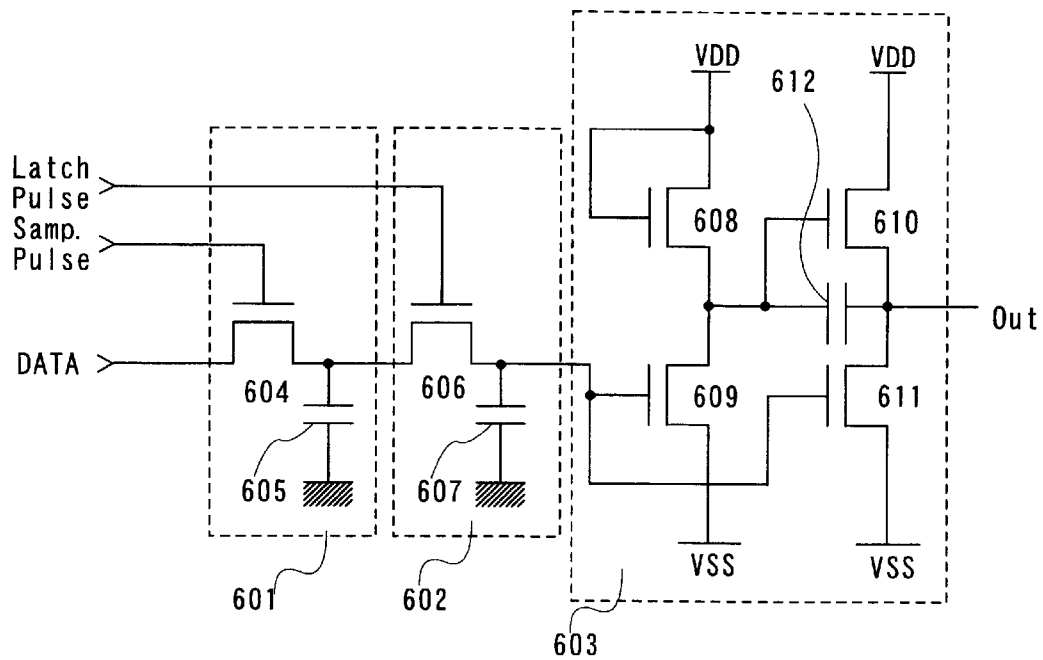 VDD
VDD
612
Latch
Pulse
Samp.
Pulse
608
610
Out
DATA
604
606
609
611
605
607
VSS
VSS
601
602
603